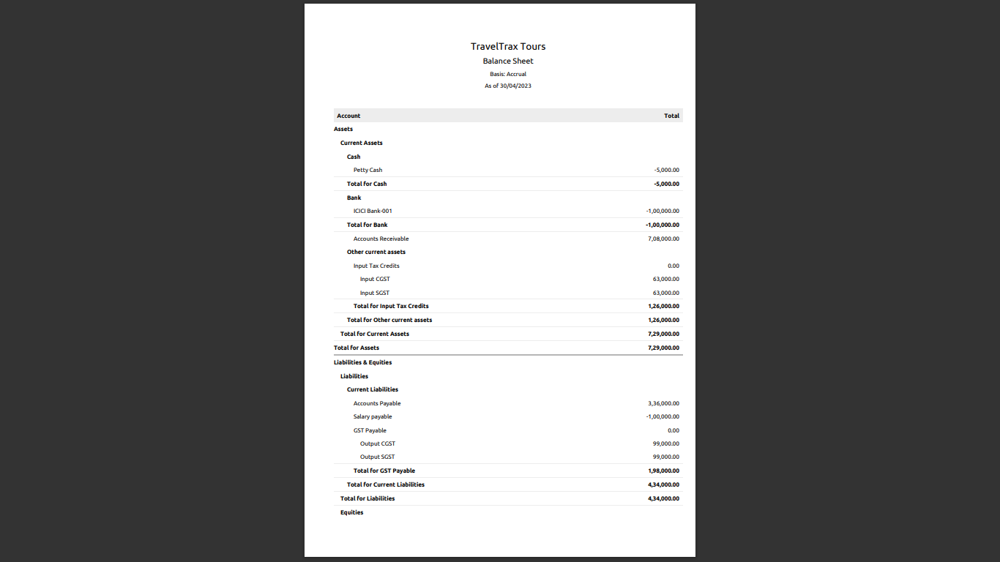 TravelTrax Tours
Balance Sheet
Basis: Accrual
As of 30/04/2023
Account Total
Assets
Current Assets
Cash
Petty Cash -5,000.00
Total for Cash -5,000.00
Bank
ICICI Bank-001 -1,00,000.00
Total for Bank -1,00,000.00
Accounts Receivable 7,08,000.00
Other current assets
Input Tax Credits 0.00
Input CGST 63,000.00
Input SGST 63,000.00
Total for Input Tax Credits 1,26,000.00
Total for Other current assets 1,26,000.00
Total for Current Assets 7,29,000.00
Total for Assets 7,29,000.00
Liabilities & Equities
Liabilities
Current Liabilities
Accounts Payable 3,36,000.00
Salary payable -1,00,000.00
GST Payable 0.00
Output CGST 99,000.00
Output SGST 99,000.00
Total for GST Payable 1,98,000.00
Total for Current Liabilities 4,34,000.00
Total for Liabilities 4,34,000.00
Equities